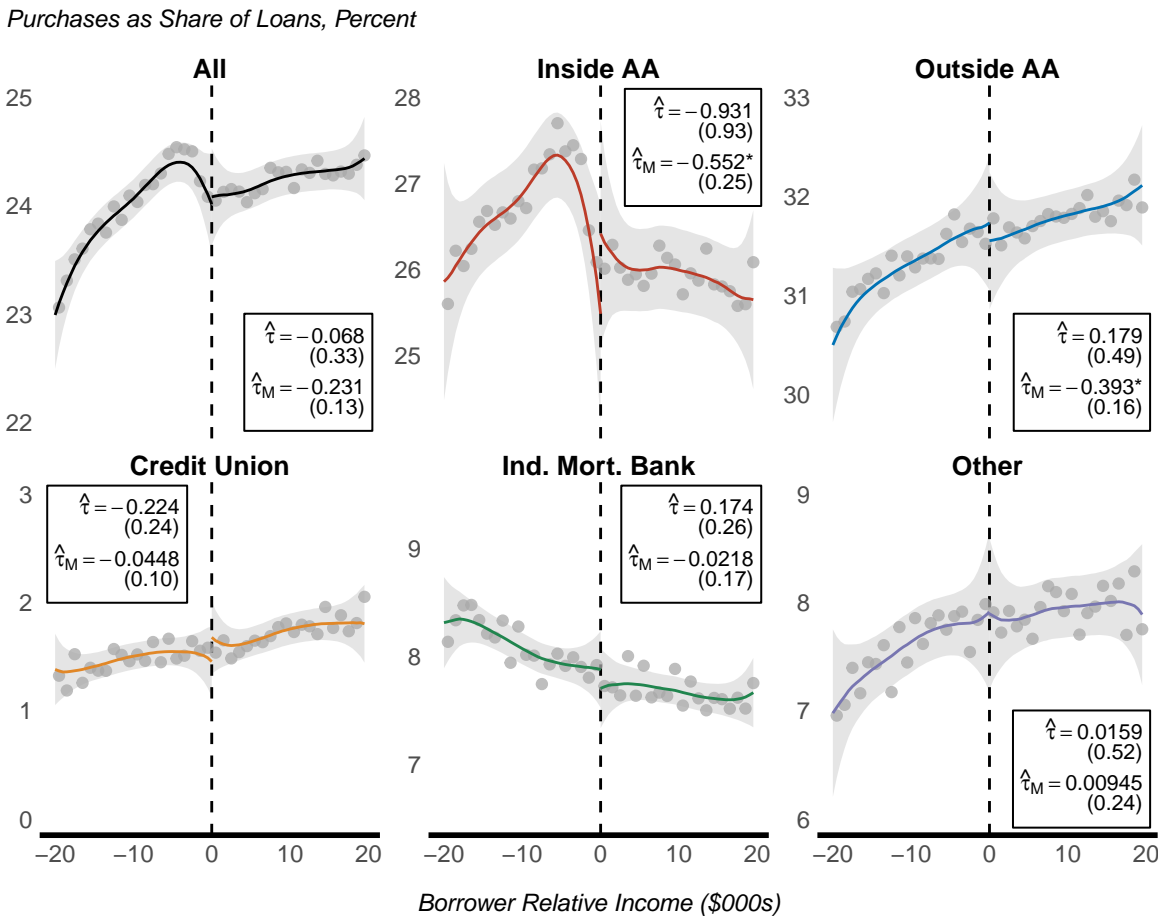 Purchases as Share of Loans, Percent
All
25
24
23
22
τ̂ = −0.068
(0.33)
τ̂M = −0.231
(0.13)
Inside AA
28
27
26
25
τ̂ = −0.931
(0.93)
τ̂M = −0.552*
(0.25)
Outside AA
33
32
31
30
τ̂ = 0.179
(0.49)
τ̂M = −0.393*
(0.16)
Credit Union
3
2
1
0
τ̂ = −0.224
(0.24)
τ̂M = −0.0448
(0.10)
−20 −10 0 10 20
Ind. Mort. Bank
9
8
7
τ̂ = 0.174
(0.26)
τ̂M = −0.0218
(0.17)
−20 −10 0 10 20
Other
9
8
7
6
τ̂ = 0.0159
(0.52)
τ̂M = 0.00945
(0.24)
−20 −10 0 10 20
Borrower Relative Income ($000s)